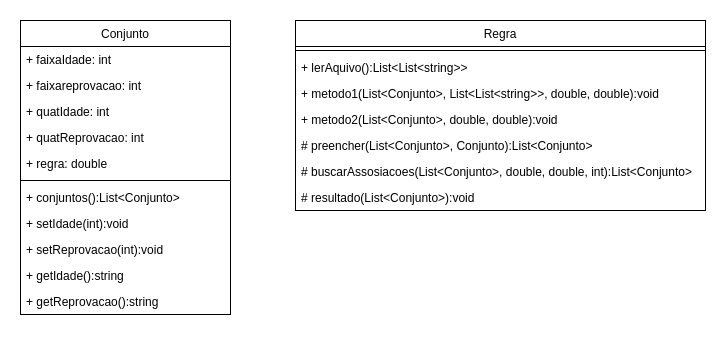 Conjunto
+ faixaIdade: int
+ faixareprovacao: int
+ quatIdade: int
+ quatReprovacao: int
+ regra: double
+ conjuntos():List<Conjunto>
+ setIdade(int):void
+ setReprovacao(int):void
+ getIdade():string
+ getReprovacao():string
Regra
+ lerAquivo():List<List<string>>
+ metodo1(List<Conjunto>, List<List<string>>, double, double):void
+ metodo2(List<Conjunto>, double, double):void
# preencher(List<Conjunto>, Conjunto):List<Conjunto>
# buscarAssosiacoes(List<Conjunto>, double, double, int):List<Conjunto>
# resultado(List<Conjunto>):void